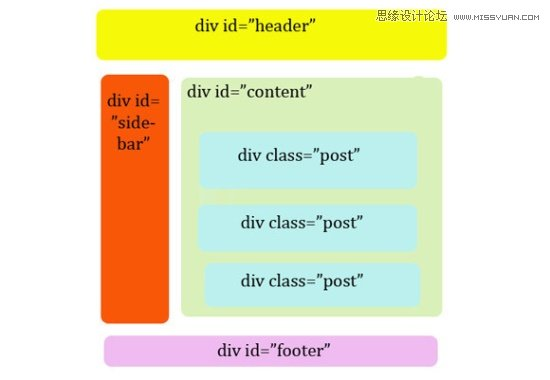 思缘设计论坛 WWW.MISSYUAN.COM
div id=”header”
div id=
”side-
bar”
div id=”content”
div class=”post”
div class=”post”
div class=”post”
div id=”footer”